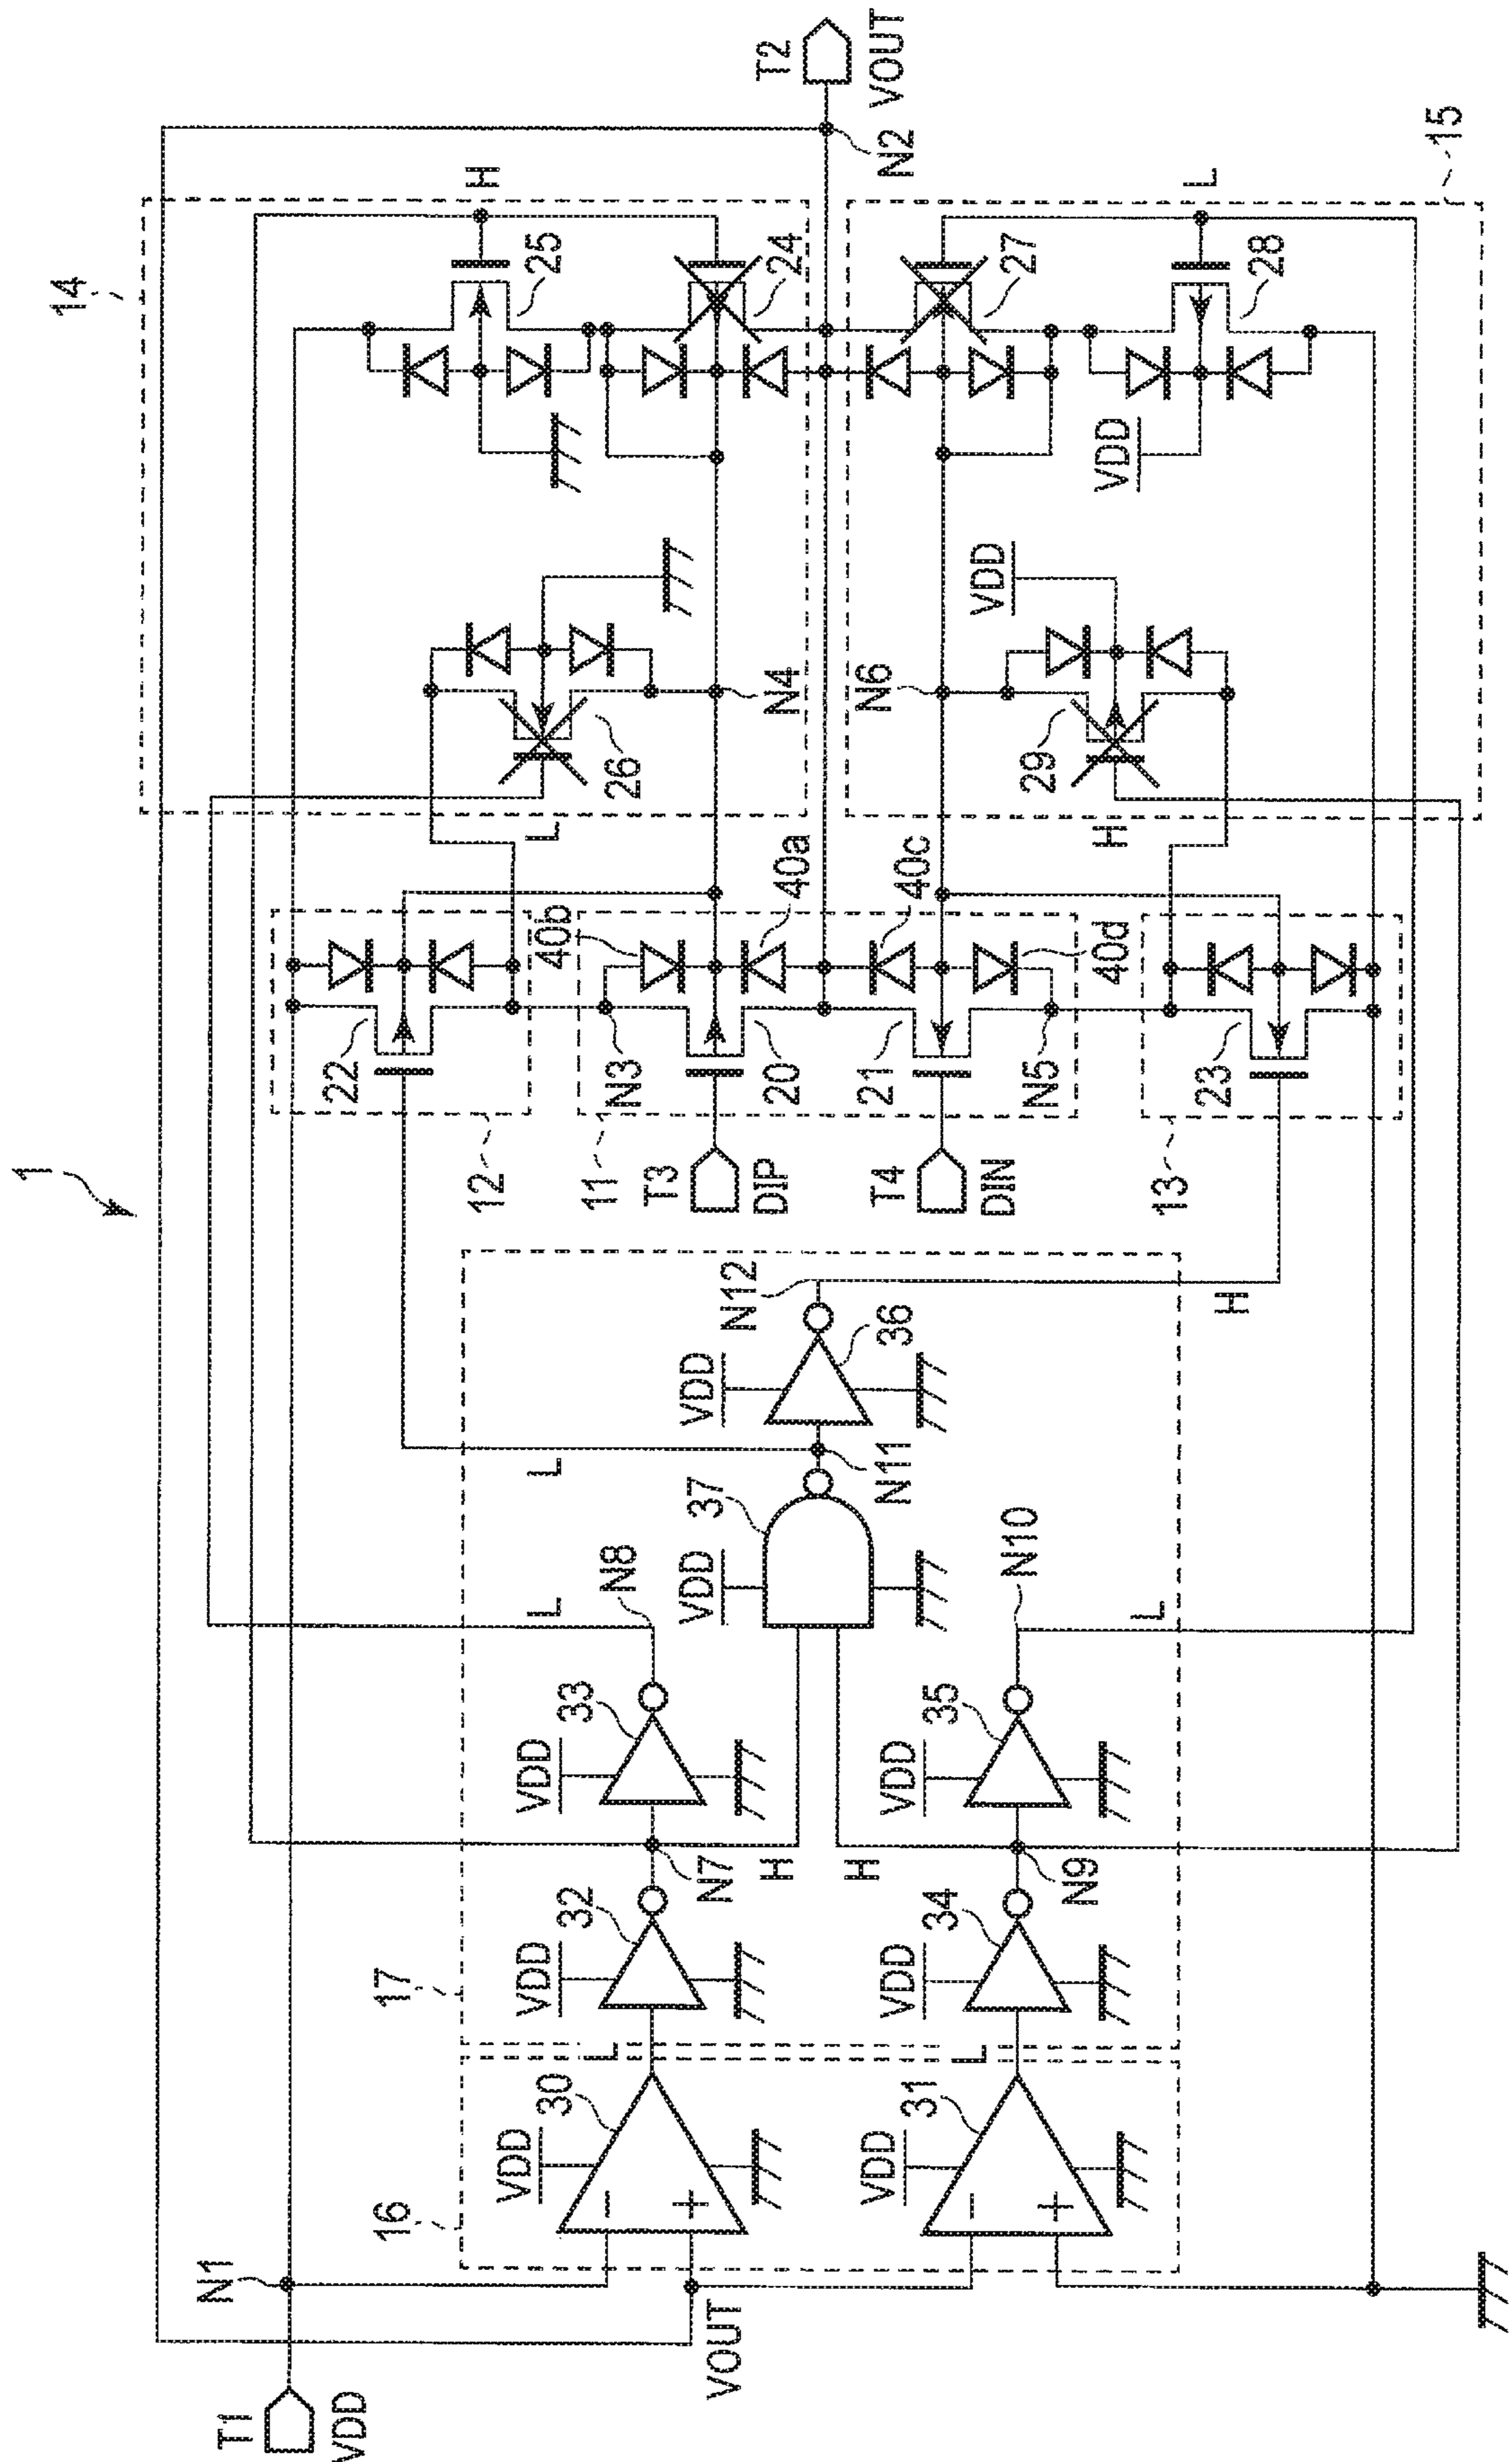 1
T1
VDD
N1
16
VDD
30
−
+
VOUT
VDD
31
−
+
L
L
17
VDD
32
N7
H
VDD
33
N8
L
VDD
34
N9
H
VDD
35
N10
L
VDD
37
N11
L
VDD
36
N12
H
12
22
11
N3
40b
T3
DIP
20
40a
T4
DIN
21
40c
N5
40d
13
23
14
L
26
N4
25
H
24
N2
T2
VOUT
15
N6
VDD
29
H
27
VDD
28
L